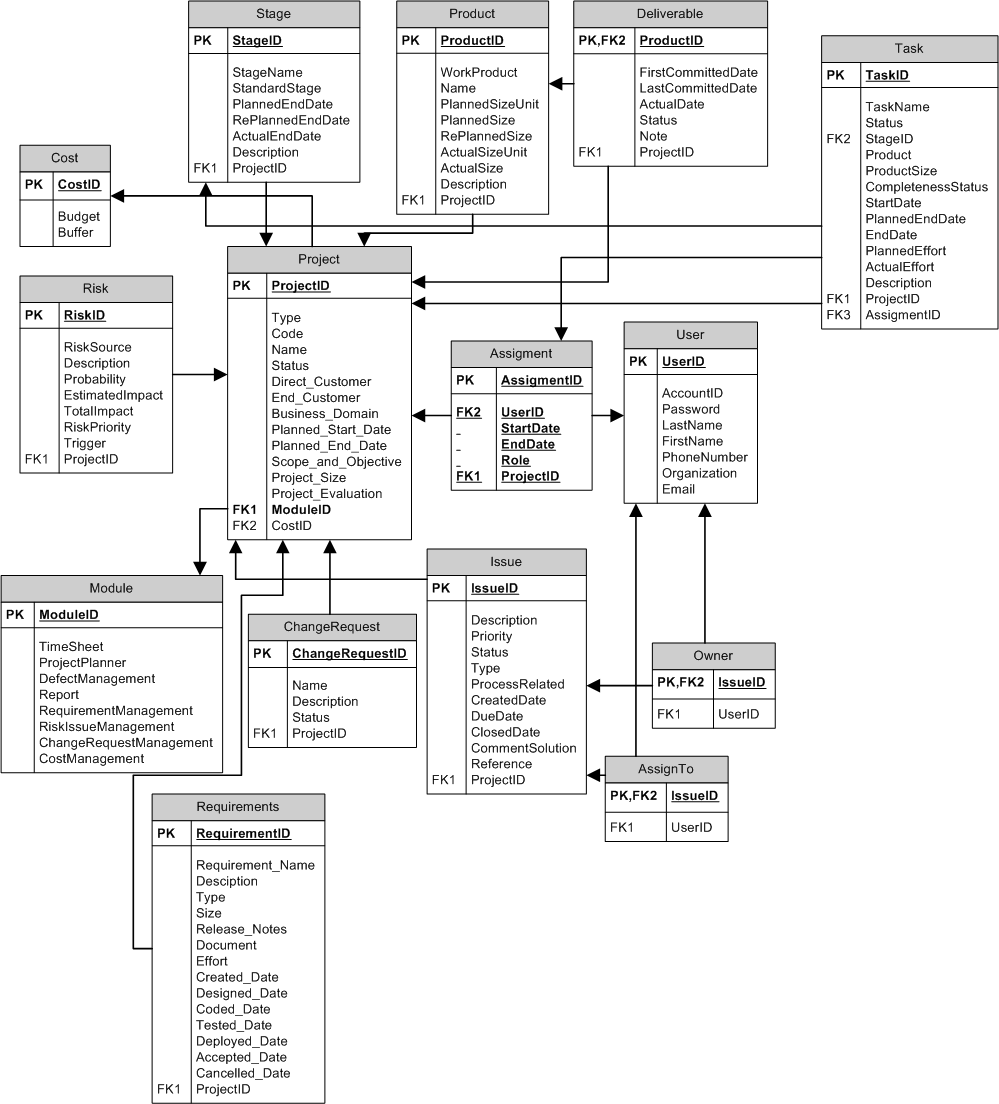 Stage
PK StageID
StageName
StandardStage
PlannedEndDate
RePlannedEndDate
ActualEndDate
Description
FK1 ProjectID
Product
PK ProductID
WorkProduct
Name
PlannedSizeUnit
PlannedSize
RePlannedSize
ActualSizeUnit
ActualSize
Description
FK1 ProjectID
Deliverable
PK,FK2 ProductID
FirstCommittedDate
LastCommittedDate
ActualDate
Status
Note
FK1 ProjectID
Task
PK TaskID
TaskName
Status
FK2 StageID
Product
ProductSize
CompletenessStatus
StartDate
PlannedEndDate
EndDate
PlannedEffort
ActualEffort
Description
FK1 ProjectID
FK3 AssigmentID
Cost
PK CostID
Budget
Buffer
Risk
PK RiskID
RiskSource
Description
Probability
EstimatedImpact
TotalImpact
RiskPriority
Trigger
FK1 ProjectID
Project
PK ProjectID
Type
Code
Name
Status
Direct_Customer
End_Customer
Business_Domain
Planned_Start_Date
Planned_End_Date
Scope_and_Objective
Project_Size
Project_Evaluation
FK1 ModuleID
FK2 CostID
Assigment
PK AssigmentID
FK2 UserID
StartDate
EndDate
Role
FK1 ProjectID
User
PK UserID
AccountID
Password
LastName
FirstName
PhoneNumber
Organization
Email
Module
PK ModuleID
TimeSheet
ProjectPlanner
DefectManagement
Report
RequirementManagement
RiskIssueManagement
ChangeRequestManagement
CostManagement
ChangeRequest
PK ChangeRequestID
Name
Description
Status
FK1 ProjectID
Issue
PK IssueID
Description
Priority
Status
Type
ProcessRelated
CreatedDate
DueDate
ClosedDate
CommentSolution
Reference
FK1 ProjectID
Owner
PK,FK2 IssueID
FK1 UserID
AssignTo
PK,FK2 IssueID
FK1 UserID
Requirements
PK RequirementID
Requirement_Name
Desciption
Type
Size
Release_Notes
Document
Effort
Created_Date
Designed_Date
Coded_Date
Tested_Date
Deployed_Date
Accepted_Date
Cancelled_Date
FK1 ProjectID